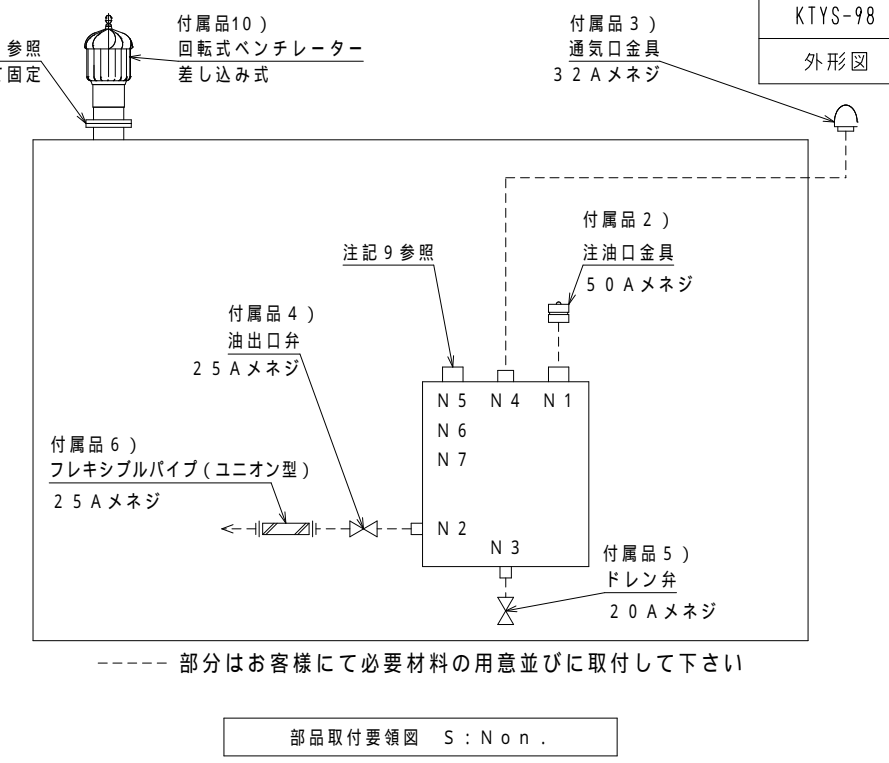 KTYS-98
外形図
参照
固定
付属品10)
回転式ベンチレーター
差し込み式
付属品3)
通気口金具
32Aメネジ
付属品2)
注油口金具
50Aメネジ
注記9参照
付属品4)
油出口弁
25Aメネジ
付属品6)
フレキシブルパイプ(ユニオン型)
25Aメネジ
N5 N4 N1
N6
N7
N2
N3
付属品5)
ドレン弁
20Aメネジ
----- 部分はお客様にて必要材料の用意並びに取付して下さい
部品取付要領図 S:Non.